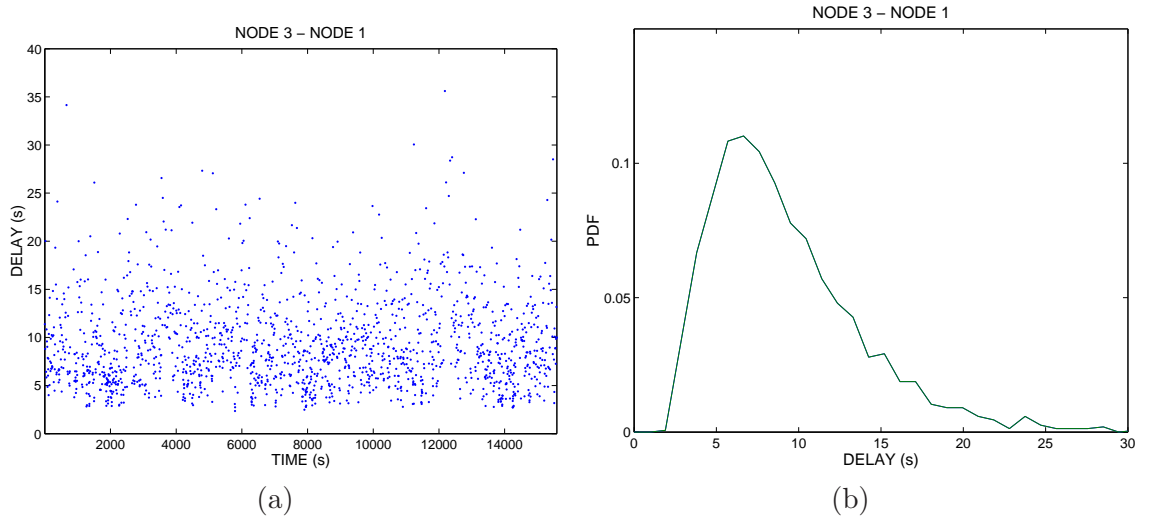 NODE 3 – NODE 1
40
35
30
25
20
15
10
5
0
DELAY (s)
2000 4000 6000 8000 10000 12000 14000
TIME (s)
(a)
NODE 3 – NODE 1
0.1
0.05
0
PDF
0 5 10 15 20 25 30
DELAY (s)
(b)